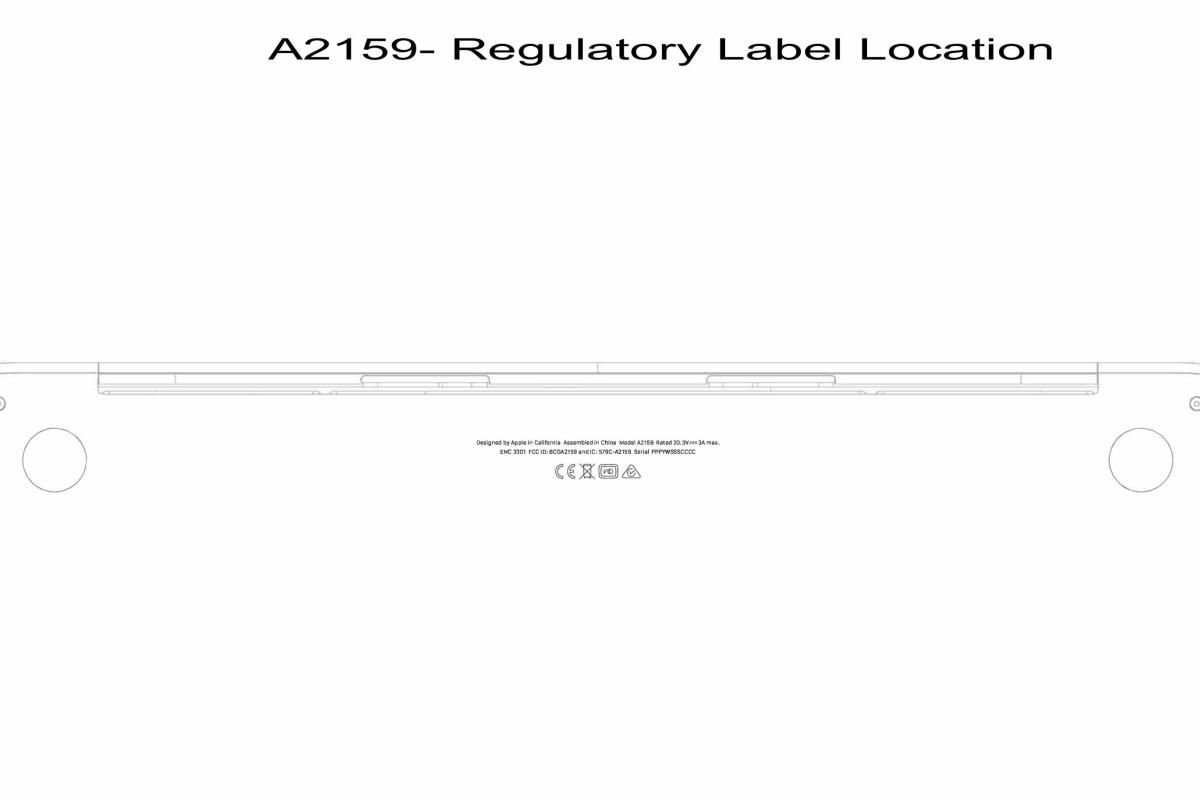 A2159- Regulatory Label Location
Designed by Apple in California Assembled in China Model A2159 Rated 20.3V⎓3A max.
EMC 3301 FCC ID: BCGA2159 and IC: 579C-A2159 Serial PPPYWSSSCCCC
CE